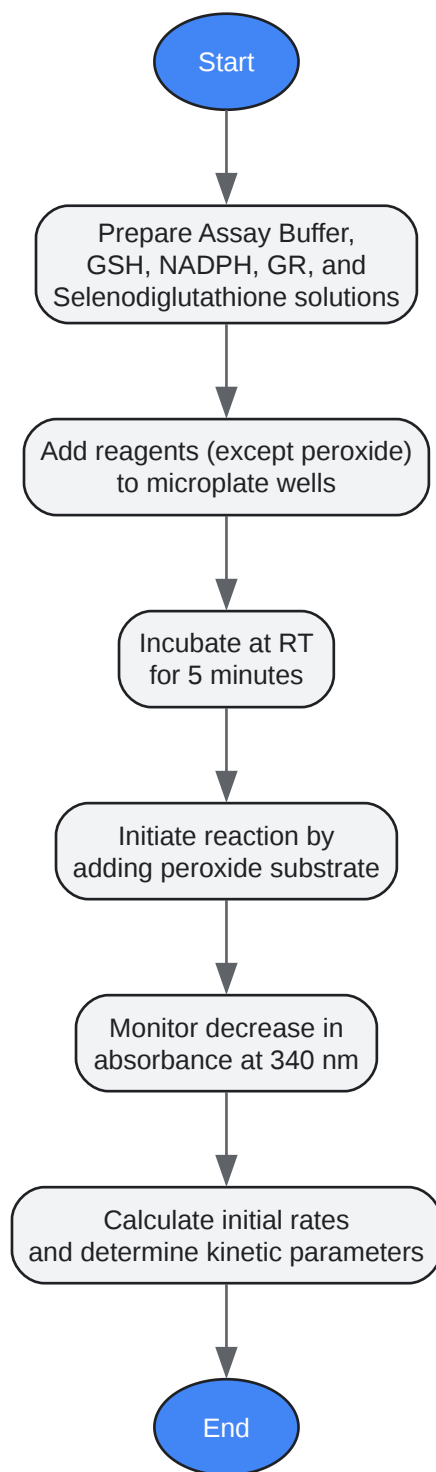 Start
Prepare Assay Buffer,
GSH, NADPH, GR, and
Selenodiglutathione solutions
Add reagents (except peroxide)
to microplate wells
Incubate at RT
for 5 minutes
Initiate reaction by
adding peroxide substrate
Monitor decrease in
absorbance at 340 nm
Calculate initial rates
and determine kinetic parameters
End